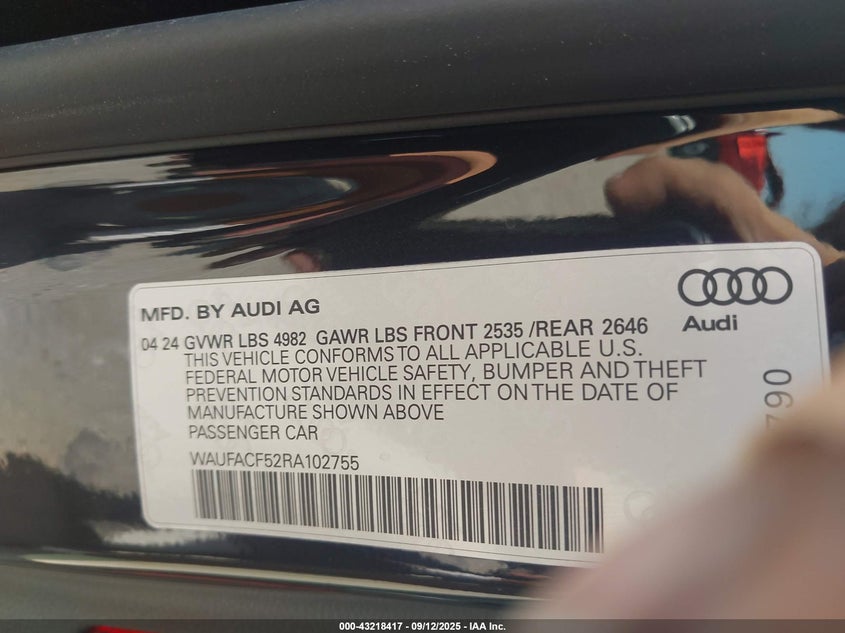 MFD. BY AUDI AG
Audi
04 24 GVWR LBS 4982 GAWR LBS FRONT 2535 /REAR 2646
THIS VEHICLE CONFORMS TO ALL APPLICABLE U.S.
FEDERAL MOTOR VEHICLE SAFETY, BUMPER AND THEFT
PREVENTION STANDARDS IN EFFECT ON THE DATE OF
MANUFACTURE SHOWN ABOVE
PASSENGER CAR
WAUFACF52RA102755
000-43218417 - 09/12/2025 - IAA Inc.